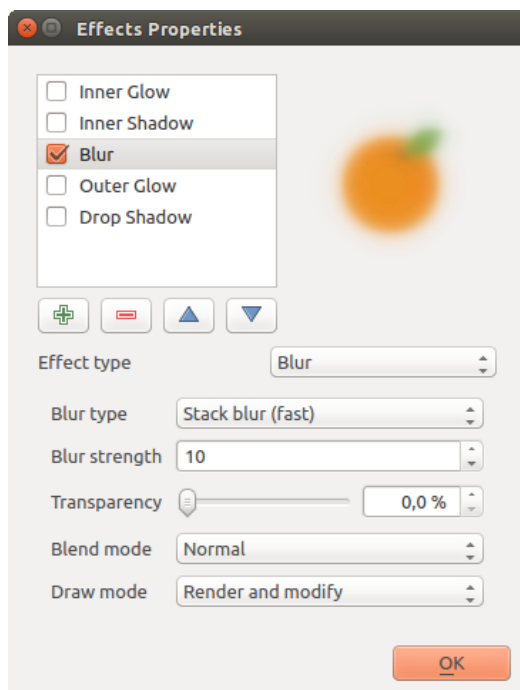 Effects Properties
Inner Glow
Inner Shadow
Blur
Outer Glow
Drop Shadow
Effect type Blur
Blur type Stack blur (fast)
Blur strength 10
Transparency 0,0 %
Blend mode Normal
Draw mode Render and modify
OK